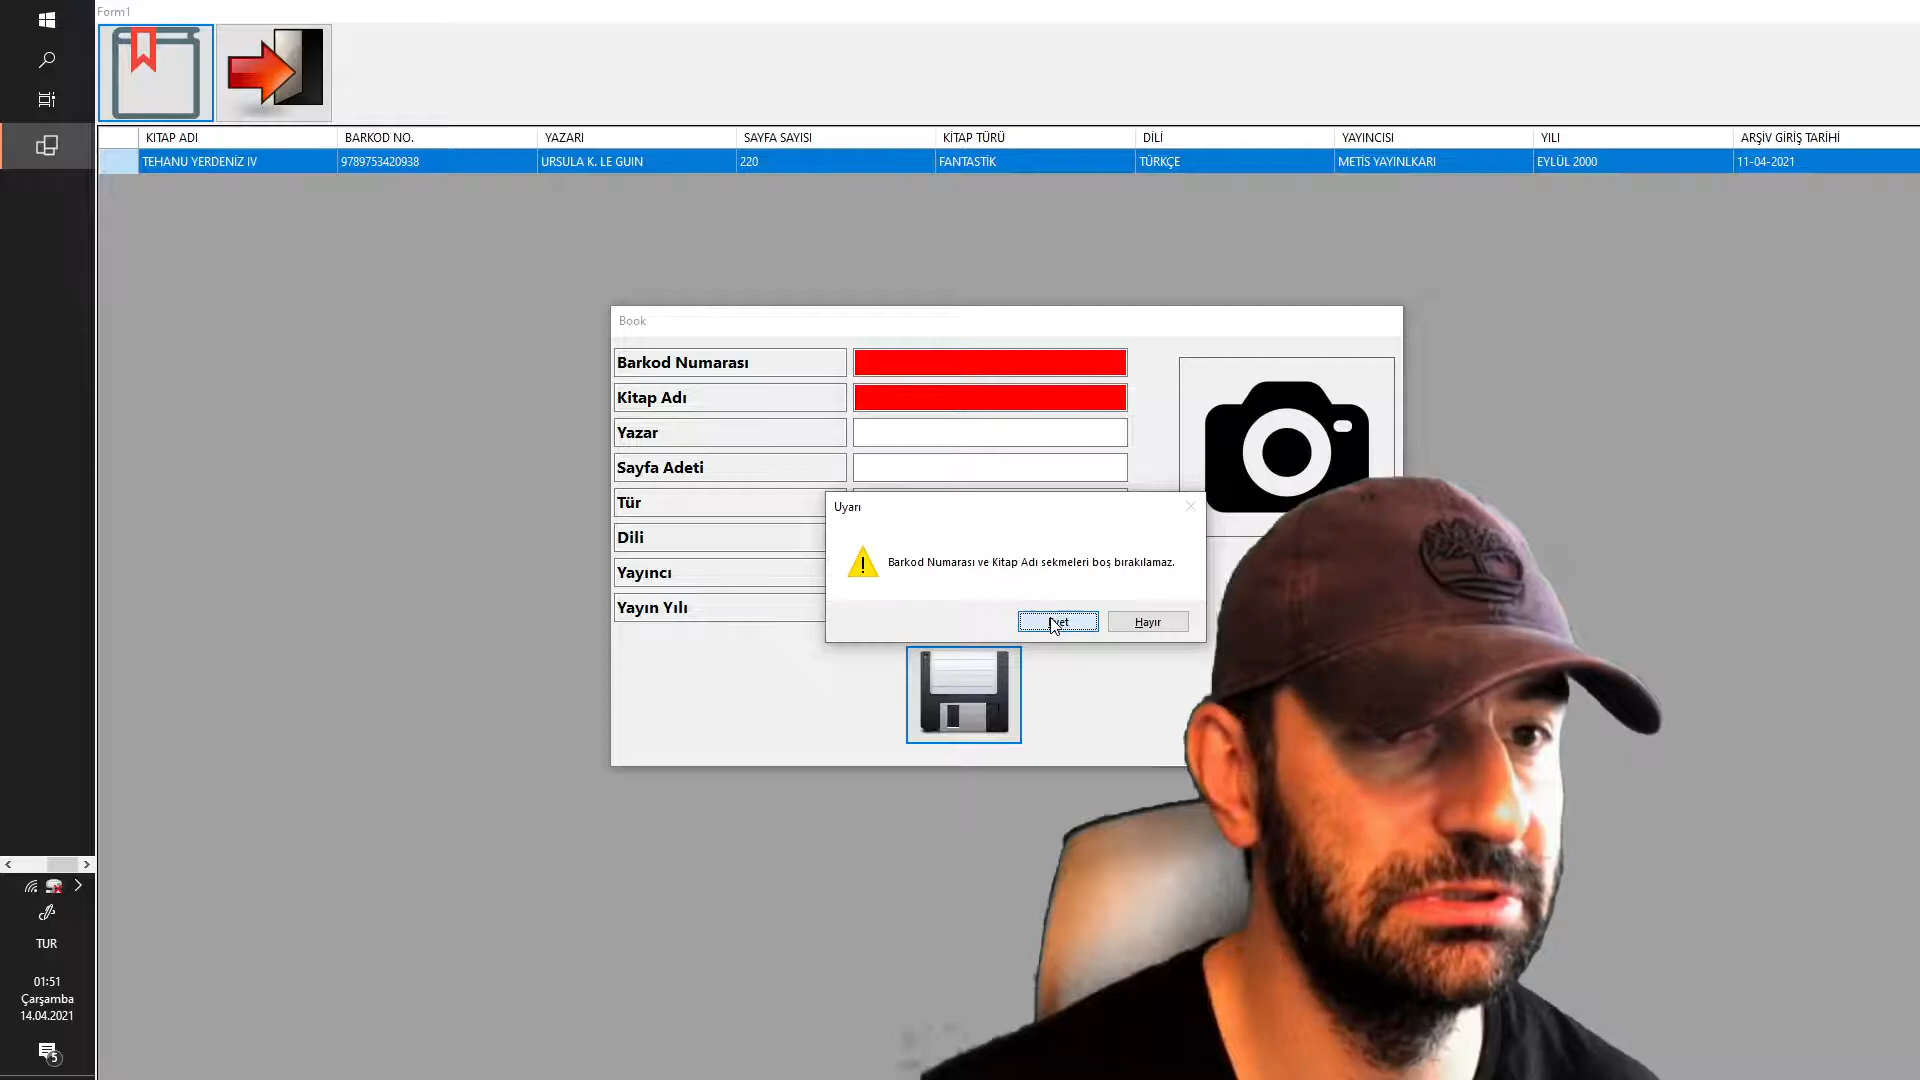 Form1
KITAP ADI BARKOD NO. YAZARI SAYFA SAYISI KİTAP TÜRÜ DİLİ YAYINCISI YILI ARŞİV GİRİŞ TARİHİ
TEHANU YERDENİZ IV 9789753420938 URSULA K. LE GUIN 220 FANTASTİK TÜRKÇE METİS YAYINLKARI EYLÜL 2000 11-04-2021
Book
Barkod Numarası
Kitap Adı
Yazar
Sayfa Adeti
Tür
Dili
Yayıncı
Yayın Yılı
Uyarı
Barkod Numarası ve Kitap Adı sekmeleri boş bırakılamaz.
Hayır
TUR
01:51
Çarşamba
14.04.2021
5